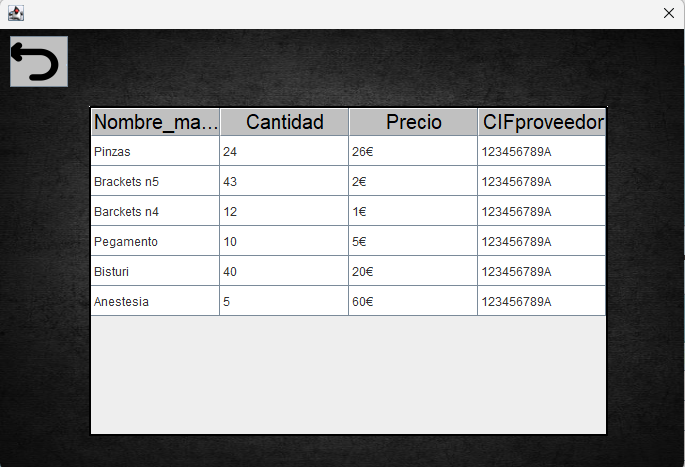 Nombre_ma... Cantidad Precio CIFproveedor
Pinzas 24 26€ 123456789A
Brackets n5 43 2€ 123456789A
Barckets n4 12 1€ 123456789A
Pegamento 10 5€ 123456789A
Bisturi 40 20€ 123456789A
Anestesia 5 60€ 123456789A